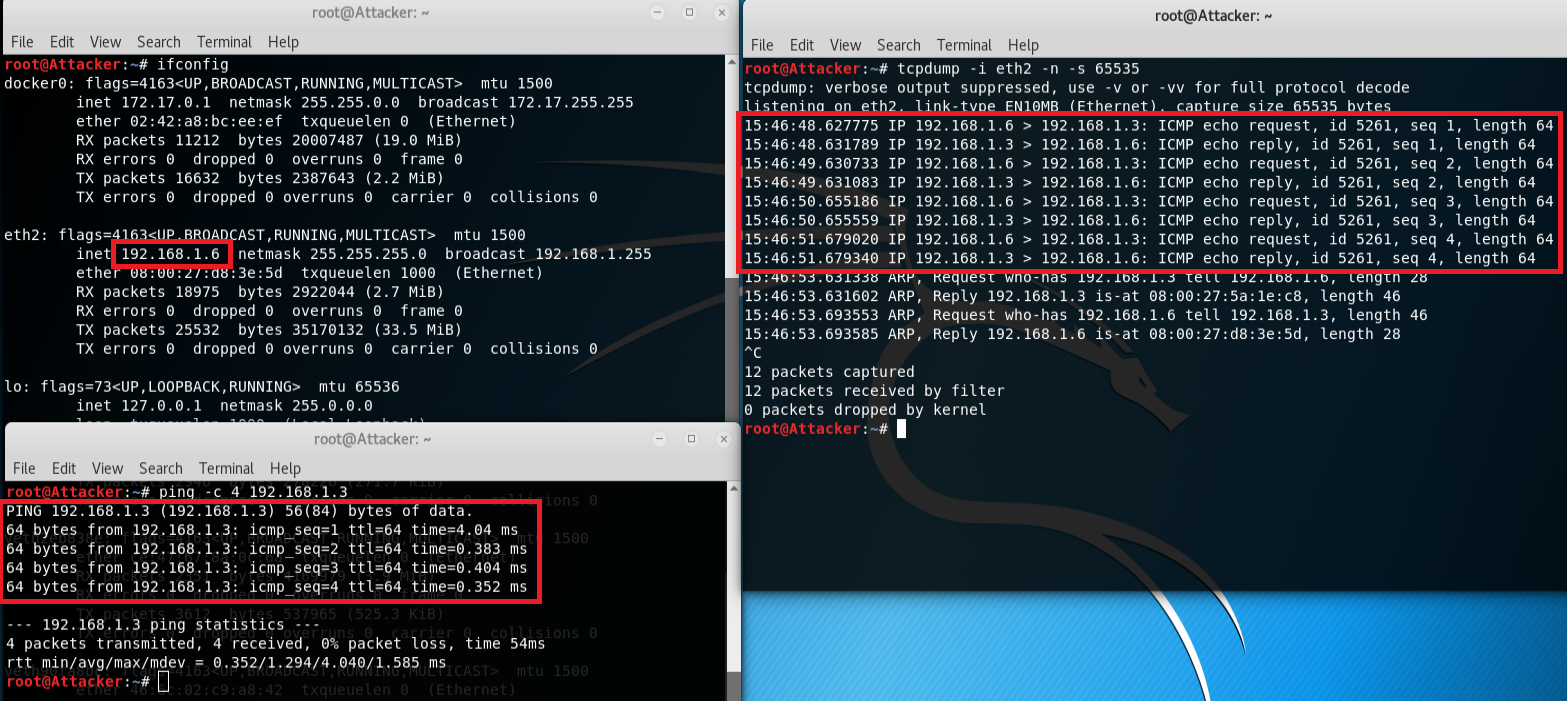 root@Attacker: ~
File Edit View Search Terminal Help
root@Attacker:~# ifconfig
docker0: flags=4163<UP,BROADCAST,RUNNING,MULTICAST>  mtu 1500
        inet 172.17.0.1  netmask 255.255.0.0  broadcast 172.17.255.255
        ether 02:42:a8:bc:ee:ef  txqueuelen 0  (Ethernet)
        RX packets 11212  bytes 20007487 (19.0 MiB)
        RX errors 0  dropped 0  overruns 0  frame 0
        TX packets 16632  bytes 2387643 (2.2 MiB)
        TX errors 0  dropped 0 overruns 0  carrier 0  collisions 0
eth2: flags=4163<UP,BROADCAST,RUNNING,MULTICAST>  mtu 1500
        inet 192.168.1.6  netmask 255.255.255.0  broadcast 192.168.1.255
        ether 08:00:27:d8:3e:5d  txqueuelen 1000  (Ethernet)
        RX packets 18975  bytes 2922044 (2.7 MiB)
        RX errors 0  dropped 0  overruns 0  frame 0
        TX packets 25532  bytes 35170132 (33.5 MiB)
        TX errors 0  dropped 0 overruns 0  carrier 0  collisions 0
lo: flags=73<UP,LOOPBACK,RUNNING>  mtu 65536
        inet 127.0.0.1  netmask 255.0.0.0
root@Attacker: ~
File Edit View Search Terminal Help
root@Attacker:~# ping -c 4 192.168.1.3
PING 192.168.1.3 (192.168.1.3) 56(84) bytes of data.
64 bytes from 192.168.1.3: icmp_seq=1 ttl=64 time=4.04 ms
64 bytes from 192.168.1.3: icmp_seq=2 ttl=64 time=0.383 ms
64 bytes from 192.168.1.3: icmp_seq=3 ttl=64 time=0.404 ms
64 bytes from 192.168.1.3: icmp_seq=4 ttl=64 time=0.352 ms
--- 192.168.1.3 ping statistics ---
4 packets transmitted, 4 received, 0% packet loss, time 54ms
rtt min/avg/max/mdev = 0.352/1.294/4.040/1.585 ms
root@Attacker:~#
root@Attacker: ~
File Edit View Search Terminal Help
root@Attacker:~# tcpdump -i eth2 -n -s 65535
tcpdump: verbose output suppressed, use -v or -vv for full protocol decode
listening on eth2, link-type EN10MB (Ethernet), capture size 65535 bytes
15:46:48.627775 IP 192.168.1.6 > 192.168.1.3: ICMP echo request, id 5261, seq 1, length 64
15:46:48.631789 IP 192.168.1.3 > 192.168.1.6: ICMP echo reply, id 5261, seq 1, length 64
15:46:49.630733 IP 192.168.1.6 > 192.168.1.3: ICMP echo request, id 5261, seq 2, length 64
15:46:49.631083 IP 192.168.1.3 > 192.168.1.6: ICMP echo reply, id 5261, seq 2, length 64
15:46:50.655186 IP 192.168.1.6 > 192.168.1.3: ICMP echo request, id 5261, seq 3, length 64
15:46:50.655559 IP 192.168.1.3 > 192.168.1.6: ICMP echo reply, id 5261, seq 3, length 64
15:46:51.679020 IP 192.168.1.6 > 192.168.1.3: ICMP echo request, id 5261, seq 4, length 64
15:46:51.679340 IP 192.168.1.3 > 192.168.1.6: ICMP echo reply, id 5261, seq 4, length 64
15:46:53.631338 ARP, Request who-has 192.168.1.3 tell 192.168.1.6, length 28
15:46:53.631602 ARP, Reply 192.168.1.3 is-at 08:00:27:5a:1e:c8, length 46
15:46:53.693553 ARP, Request who-has 192.168.1.6 tell 192.168.1.3, length 46
15:46:53.693585 ARP, Reply 192.168.1.6 is-at 08:00:27:d8:3e:5d, length 28
^C
12 packets captured
12 packets received by filter
0 packets dropped by kernel
root@Attacker:~#